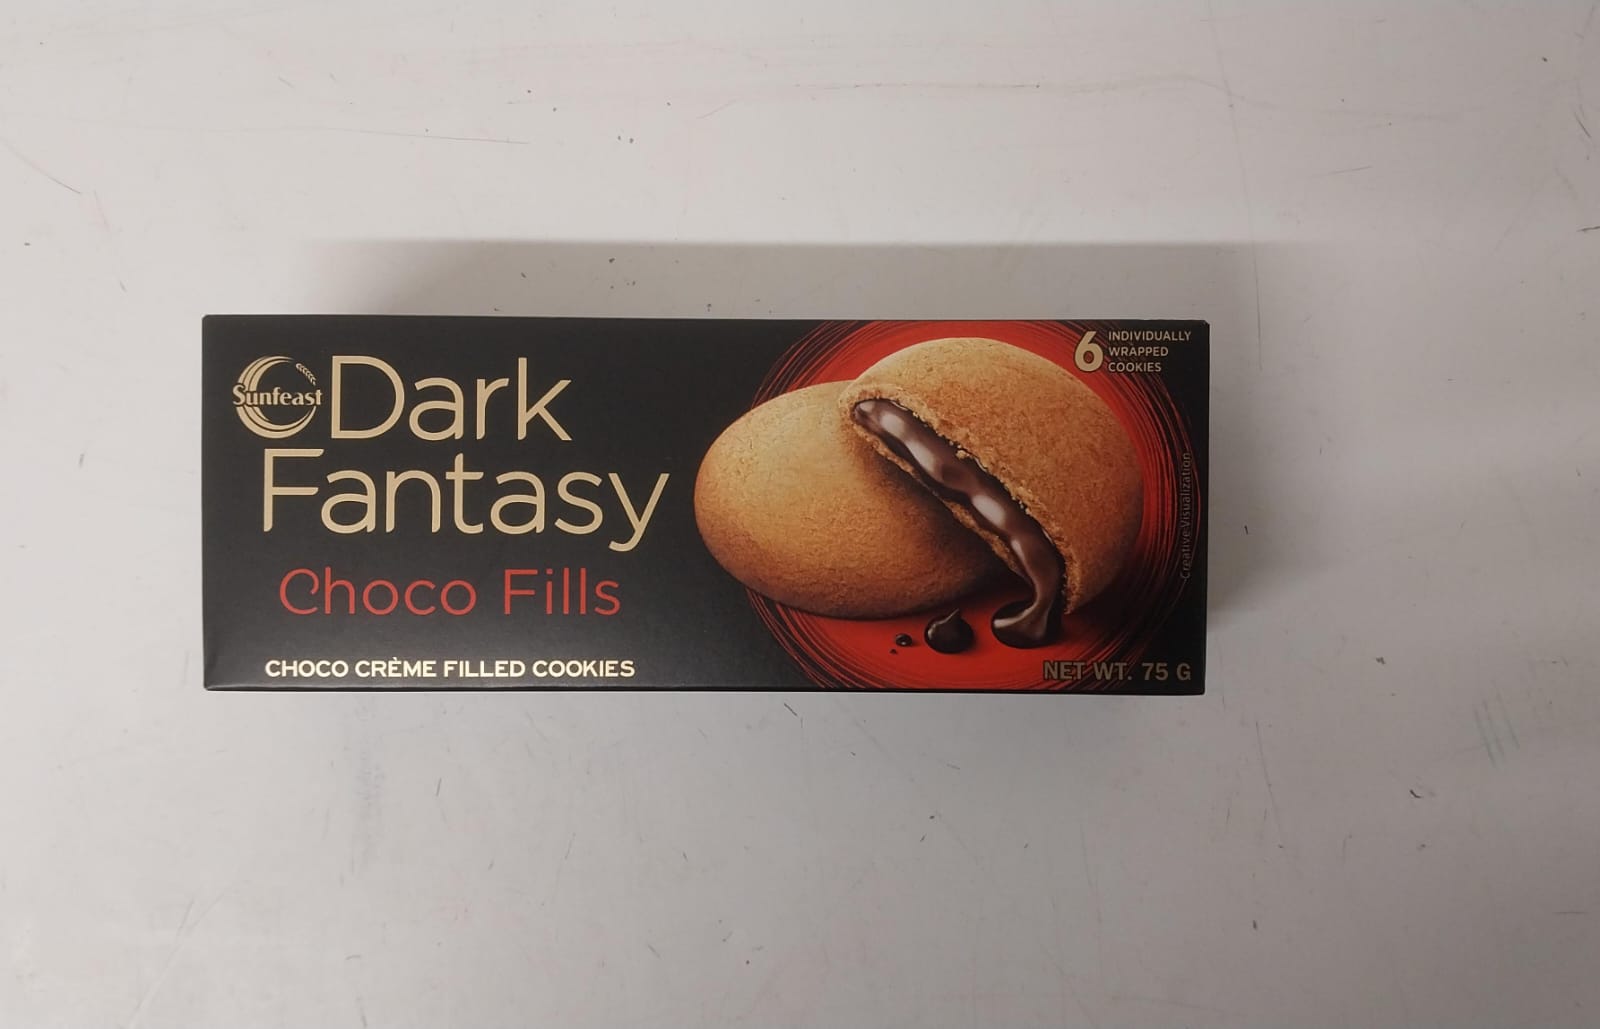 Sunfeast
Dark
Fantasy
Choco Fills
CHOCO CRÈME FILLED COOKIES
6 INDIVIDUALLY
WRAPPED
COOKIES
Creative Visualization
NET WT. 75 G